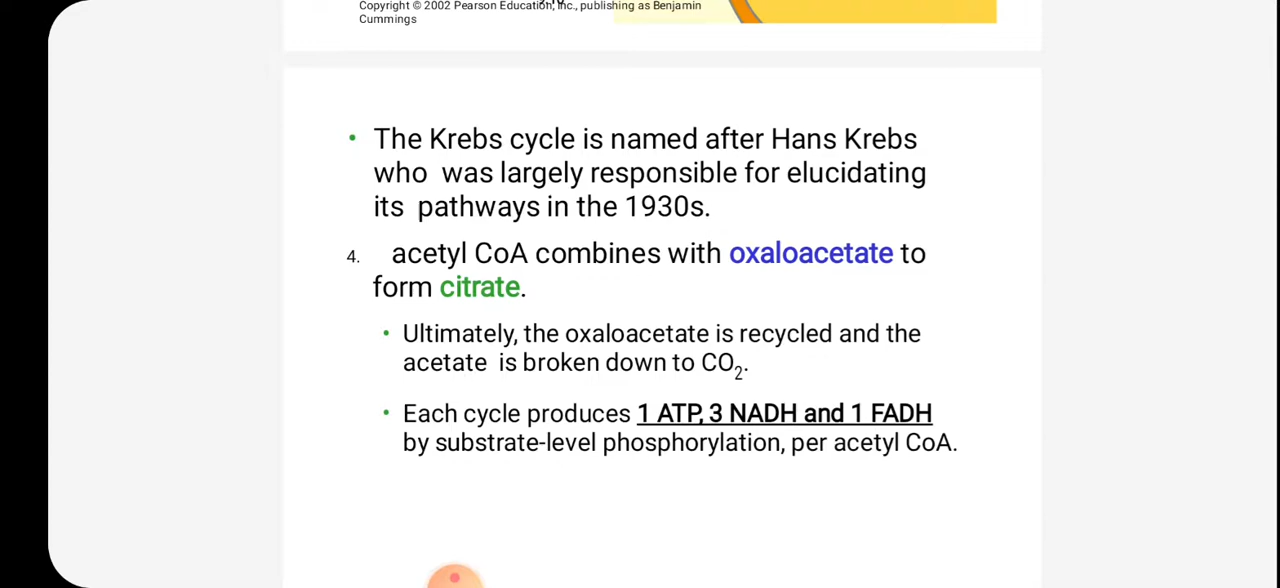 Copyright © 2002 Pearson Education, Inc., publishing as Benjamin
Cummings
• The Krebs cycle is named after Hans Krebs
who was largely responsible for elucidating
its pathways in the 1930s.
4. acetyl CoA combines with oxaloacetate to
form citrate.
• Ultimately, the oxaloacetate is recycled and the
acetate is broken down to CO₂.
• Each cycle produces 1 ATP, 3 NADH and 1 FADH
by substrate-level phosphorylation, per acetyl CoA.